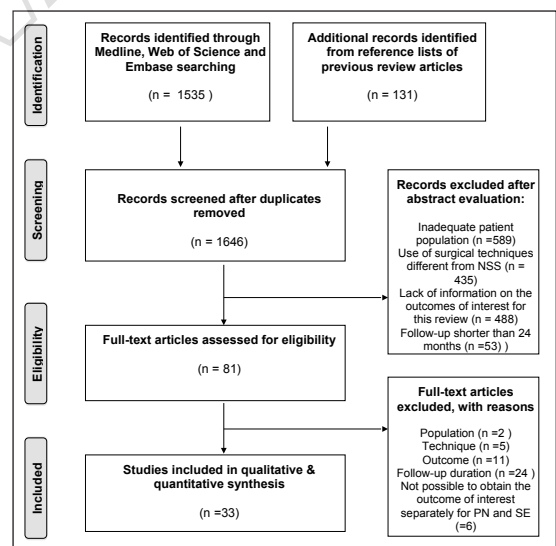 Identification
Records identified through
Medline, Web of Science and
Embase searching
(n = 1535 )
Additional records identified
from reference lists of
previous review articles
(n = 131)
Screening
Records screened after duplicates
removed
(n = 1646)
Records excluded after
abstract evaluation:
Inadequate patient
population (n =589)
Use of surgical techniques
different from NSS (n =
435)
Lack of information on the
outcomes of interest for
this review (n = 488)
Follow-up shorter than 24
months (n =53) )
Eligibility
Full-text articles assessed for eligibility
(n = 81)
Full-text articles
excluded, with reasons
Population (n =2 )
Technique (n =5)
Outcome (n =11)
Follow-up duration (n =24 )
Not possible to obtain the
outcome of interest
separately for PN and SE
(=6)
Included
Studies included in qualitative &
quantitative synthesis
(n =33)